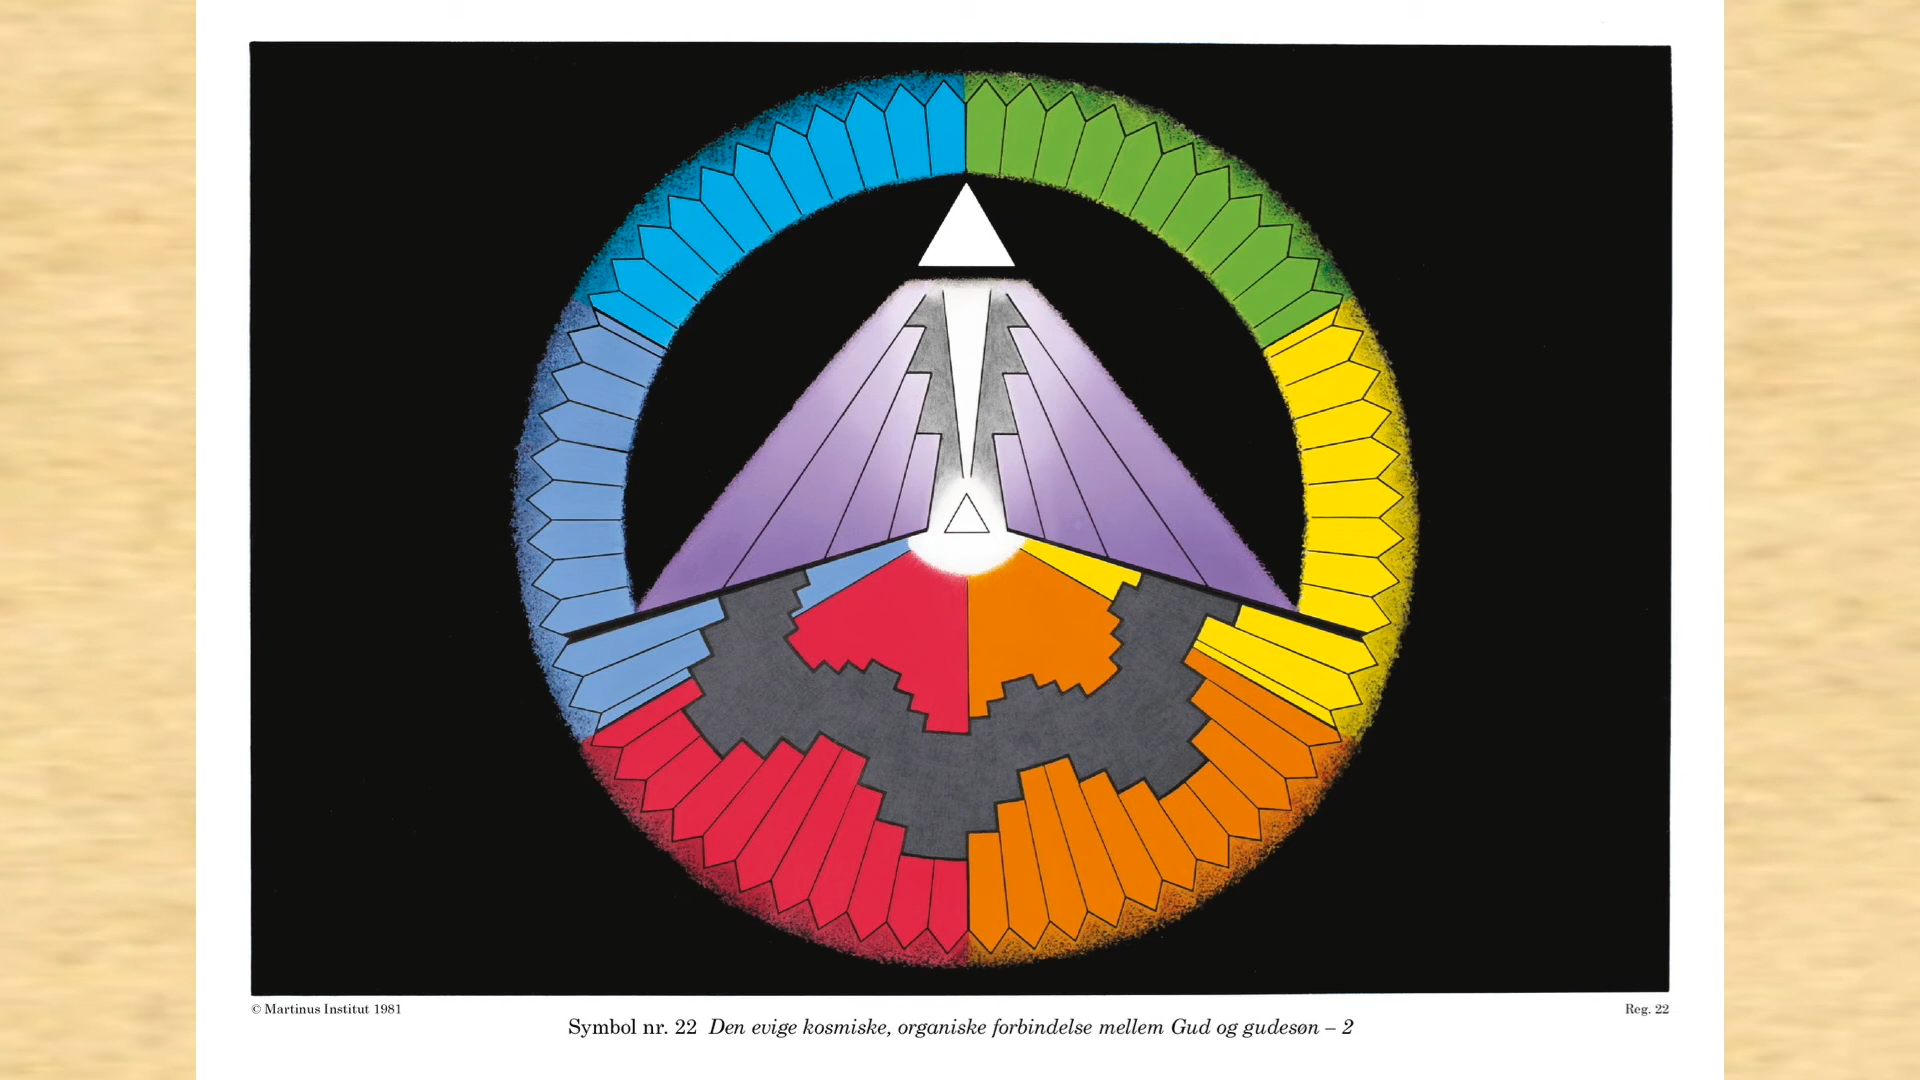 © Martinus Institut 1981
Reg. 22
Symbol nr. 22 Den evige kosmiske, organiske forbindelse mellem Gud og gudesøn – 2